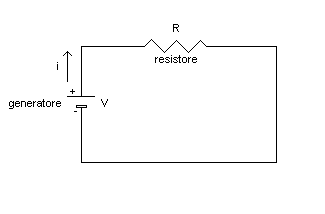 R
resistore
i
+
generatore
V
-